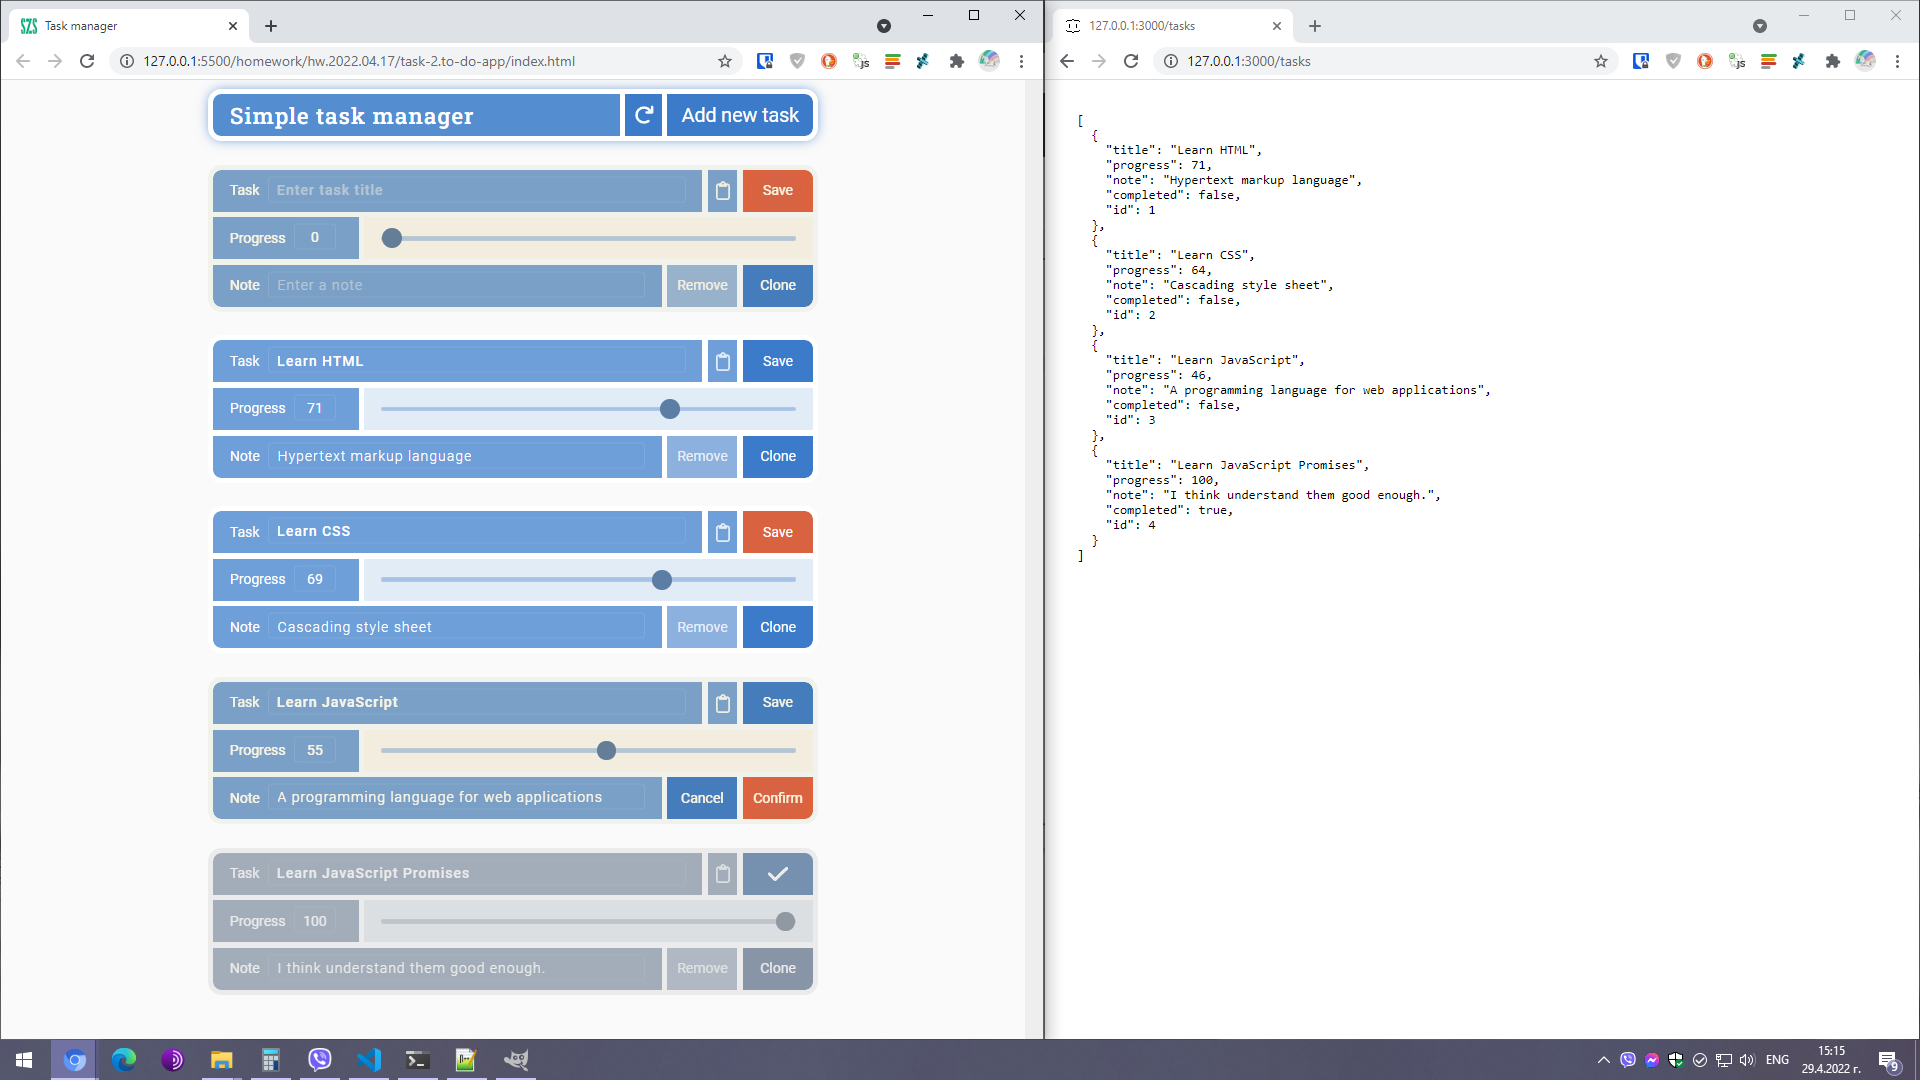 Task manager
127.0.0.1:5500/homework/hw.2022.04.17/task-2.to-do-app/index.html
Simple task manager
Add new task
Task Enter task title Save
Progress 0
Note Enter a note Remove Clone
Task Learn HTML Save
Progress 71
Note Hypertext markup language Remove Clone
Task Learn CSS Save
Progress 69
Note Cascading style sheet Remove Clone
Task Learn JavaScript Save
Progress 55
Note A programming language for web applications Cancel Confirm
Task Learn JavaScript Promises
Progress 100
Note I think understand them good enough. Remove Clone
127.0.0.1:3000/tasks
127.0.0.1:3000/tasks
[
{
"title": "Learn HTML",
"progress": 71,
"note": "Hypertext markup language",
"completed": false,
"id": 1
},
{
"title": "Learn CSS",
"progress": 64,
"note": "Cascading style sheet",
"completed": false,
"id": 2
},
{
"title": "Learn JavaScript",
"progress": 46,
"note": "A programming language for web applications",
"completed": false,
"id": 3
},
{
"title": "Learn JavaScript Promises",
"progress": 100,
"note": "I think understand them good enough.",
"completed": true,
"id": 4
}
]
ENG
15:15
29.4.2022 г.
9